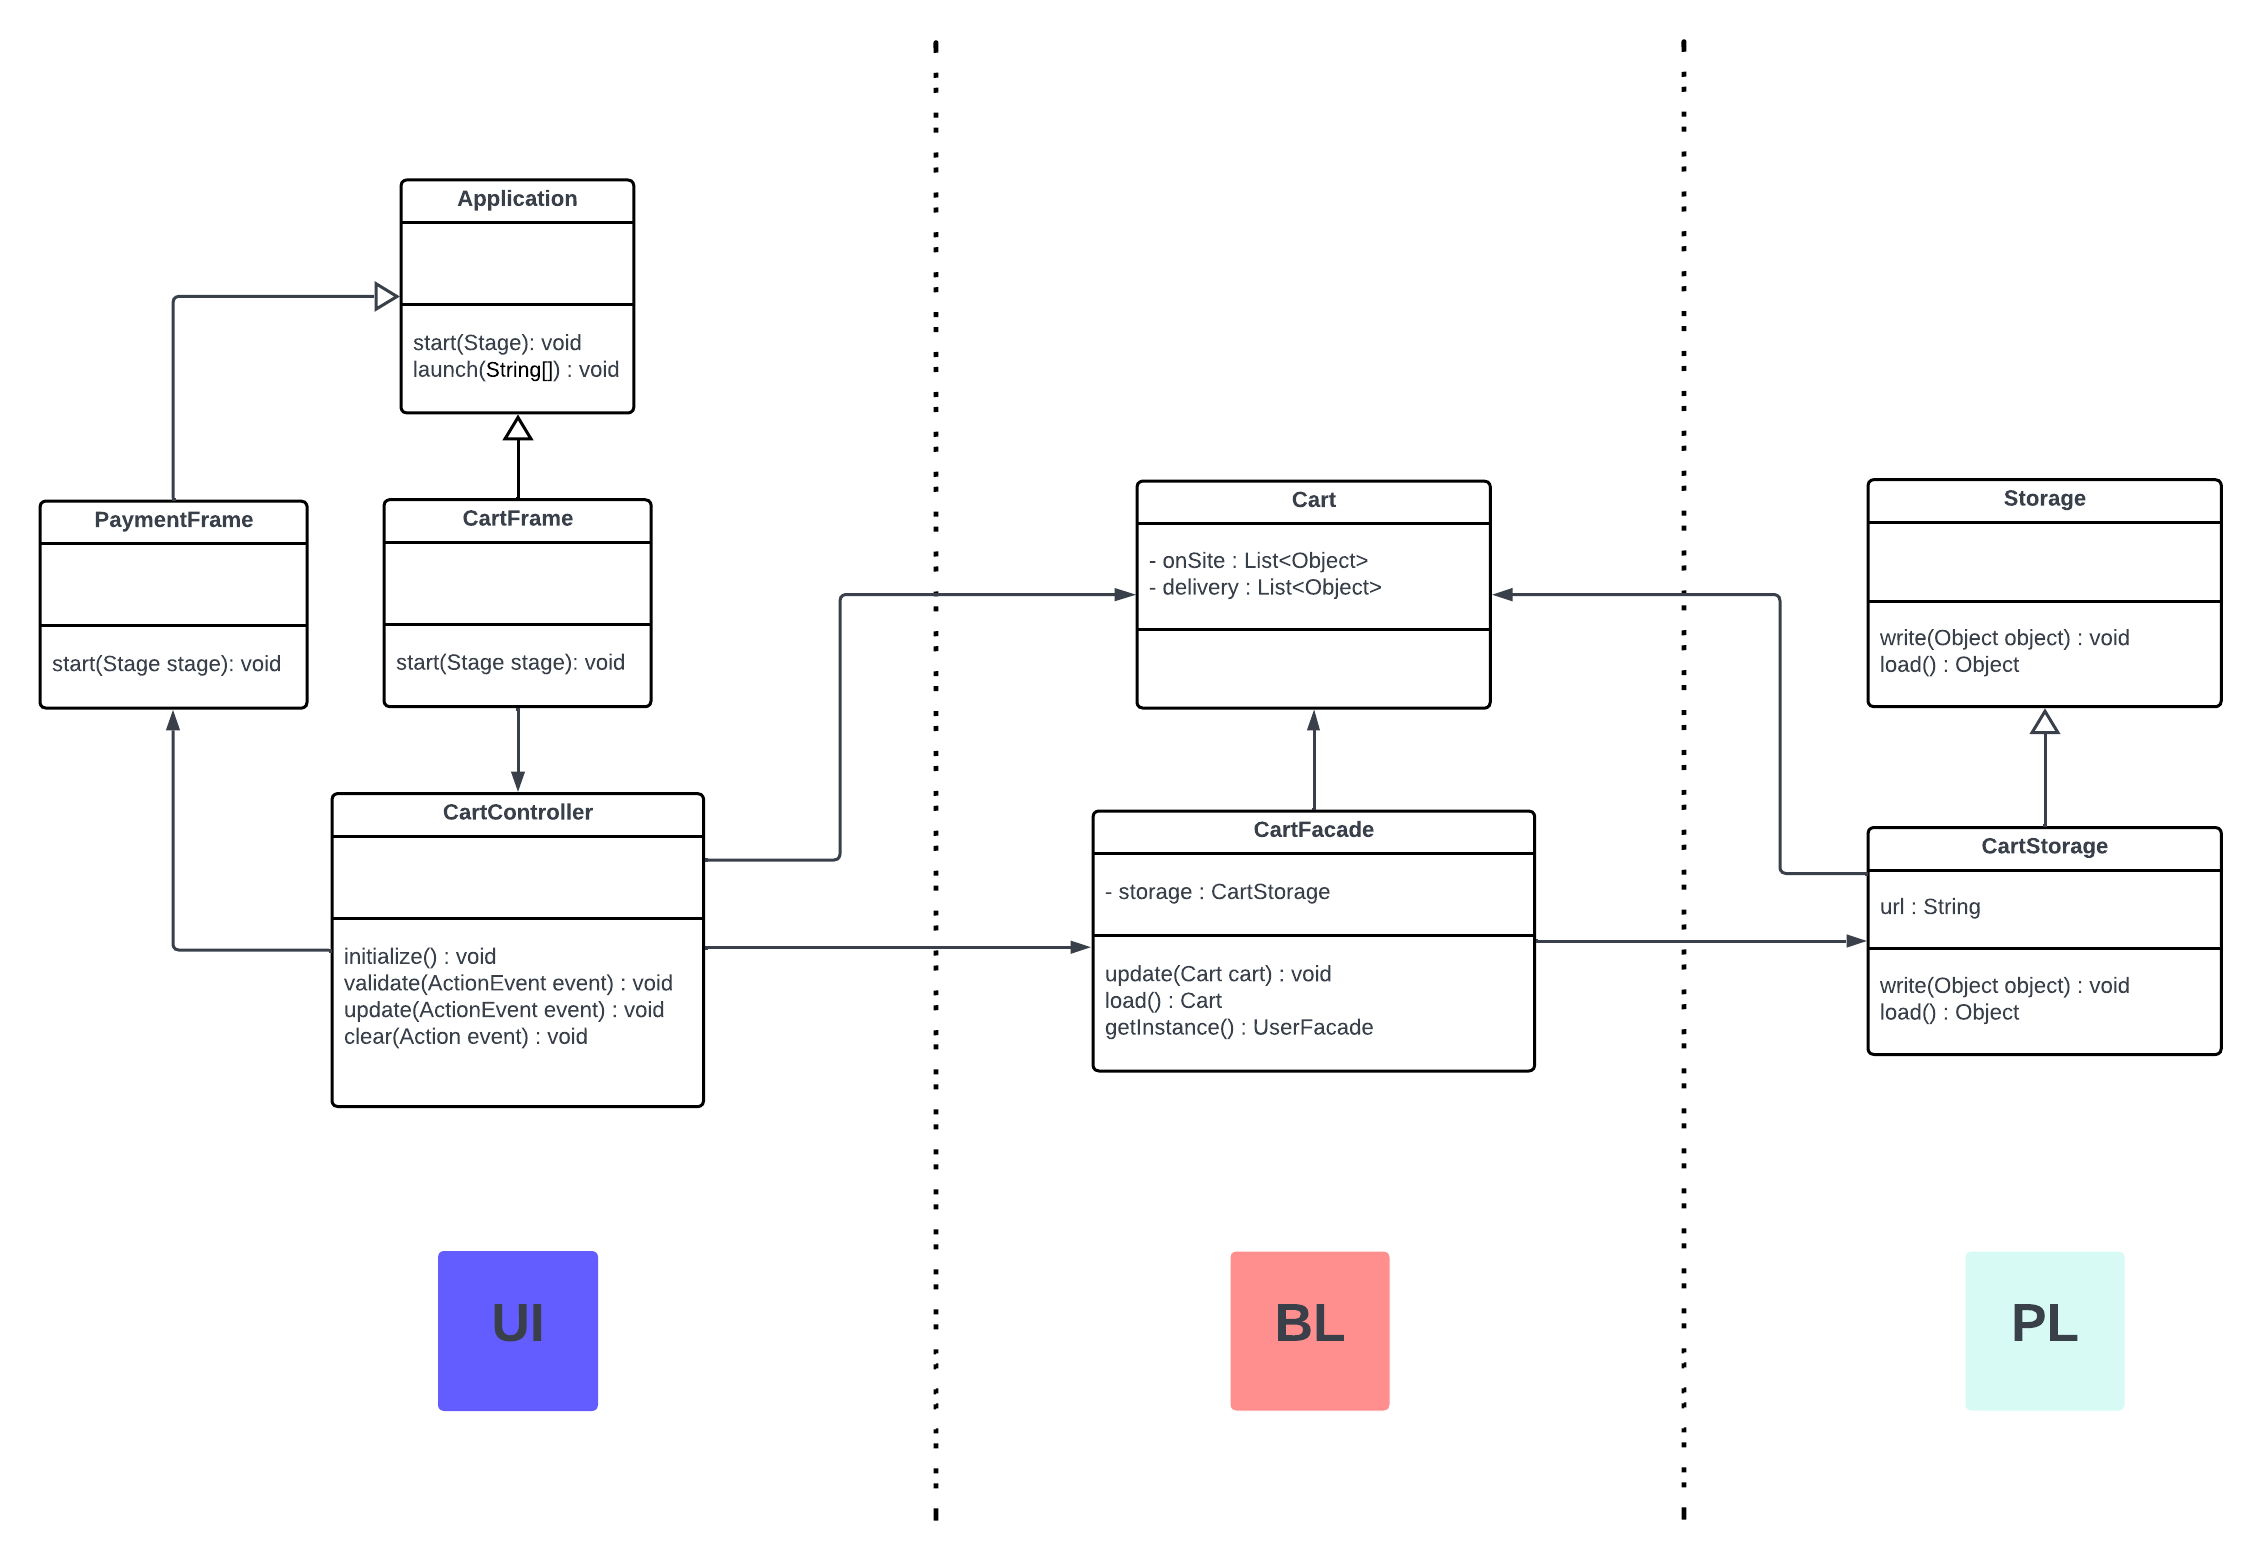 Application
start(Stage): void
launch(String[]) : void
PaymentFrame
start(Stage stage): void
CartFrame
start(Stage stage): void
CartController
initialize() : void
validate(ActionEvent event) : void
update(ActionEvent event) : void
clear(Action event) : void
Cart
- onSite : List<Object>
- delivery : List<Object>
CartFacade
- storage : CartStorage
update(Cart cart) : void
load() : Cart
getInstance() : UserFacade
Storage
write(Object object) : void
load() : Object
CartStorage
url : String
write(Object object) : void
load() : Object
UI
BL
PL